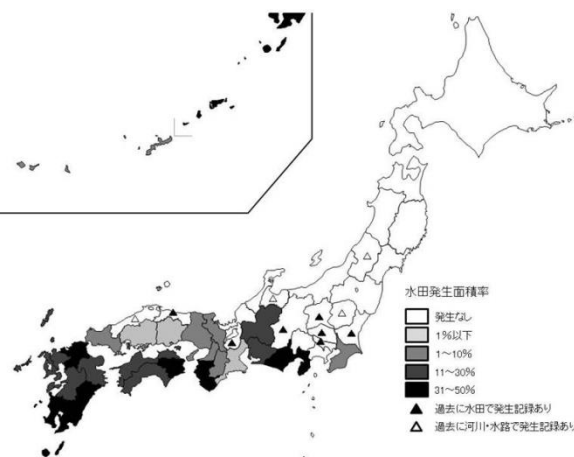 水田発生面積率
発生なし
1%以下
1～10%
11～30%
31～50%
過去に水田で発生記録あり
過去に河川・水路で発生記録あり